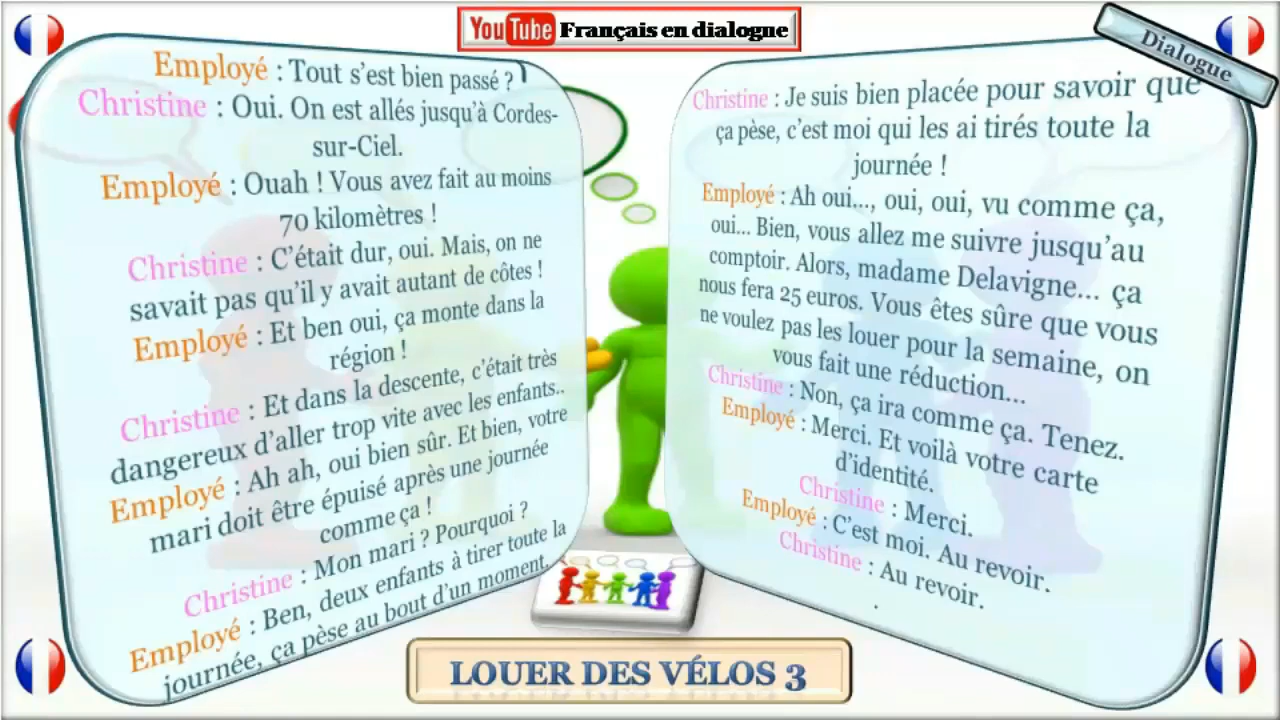 YouTube Français en dialogue
Dialogue
Employé : Tout s’est bien passé ?
Christine : Oui. On est allés jusqu’à Cordes-
sur-Ciel.
Employé : Ouah ! Vous avez fait au moins
70 kilomètres !
Christine : C’était dur, oui. Mais, on ne
savait pas qu’il y avait autant de côtes !
Employé : Et ben oui, ça monte dans la
région !
Christine : Et dans la descente, c’était très
dangereux d’aller trop vite avec les enfants..
Employé : Ah ah, oui bien sûr. Et bien, votre
mari doit être épuisé après une journée
comme ça !
Christine : Mon mari ? Pourquoi ?
Employé : Ben, deux enfants à tirer toute la
journée, ça pèse au bout d’un moment.
Christine : Je suis bien placée pour savoir que
ça pèse, c’est moi qui les ai tirés toute la
journée !
Employé : Ah oui..., oui, oui, vu comme ça,
oui... Bien, vous allez me suivre jusqu’au
comptoir. Alors, madame Delavigne... ça
nous fera 25 euros. Vous êtes sûre que vous
ne voulez pas les louer pour la semaine, on
vous fait une réduction...
Christine : Non, ça ira comme ça. Tenez.
Employé : Merci. Et voilà votre carte
d’identité.
Christine : Merci.
Employé : C’est moi. Au revoir.
Christine : Au revoir.
.
LOUER DES VÉLOS 3